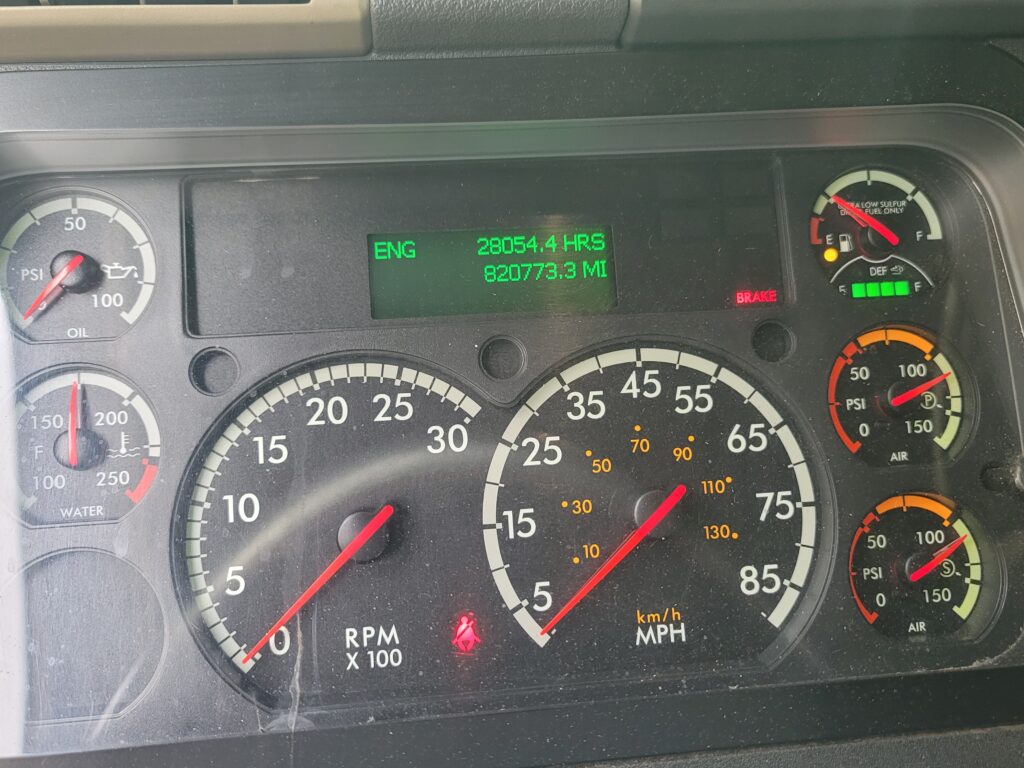 ENG 28054.4 HRS
820773.3 MI
BRAKE
50
PSI
100
OIL
150 200
F
100 250
WATER
0
5
10
15
20
25
30
RPM
X 100
5
15
25
35
45
55
65
75
85
10
30
50
70
90
110
130
km/h
MPH
ULTRA LOW SULFUR
DIESEL FUEL ONLY
E F
DEF
E F
50 100
PSI P
0 150
AIR
50 100
PSI S
0 150
AIR